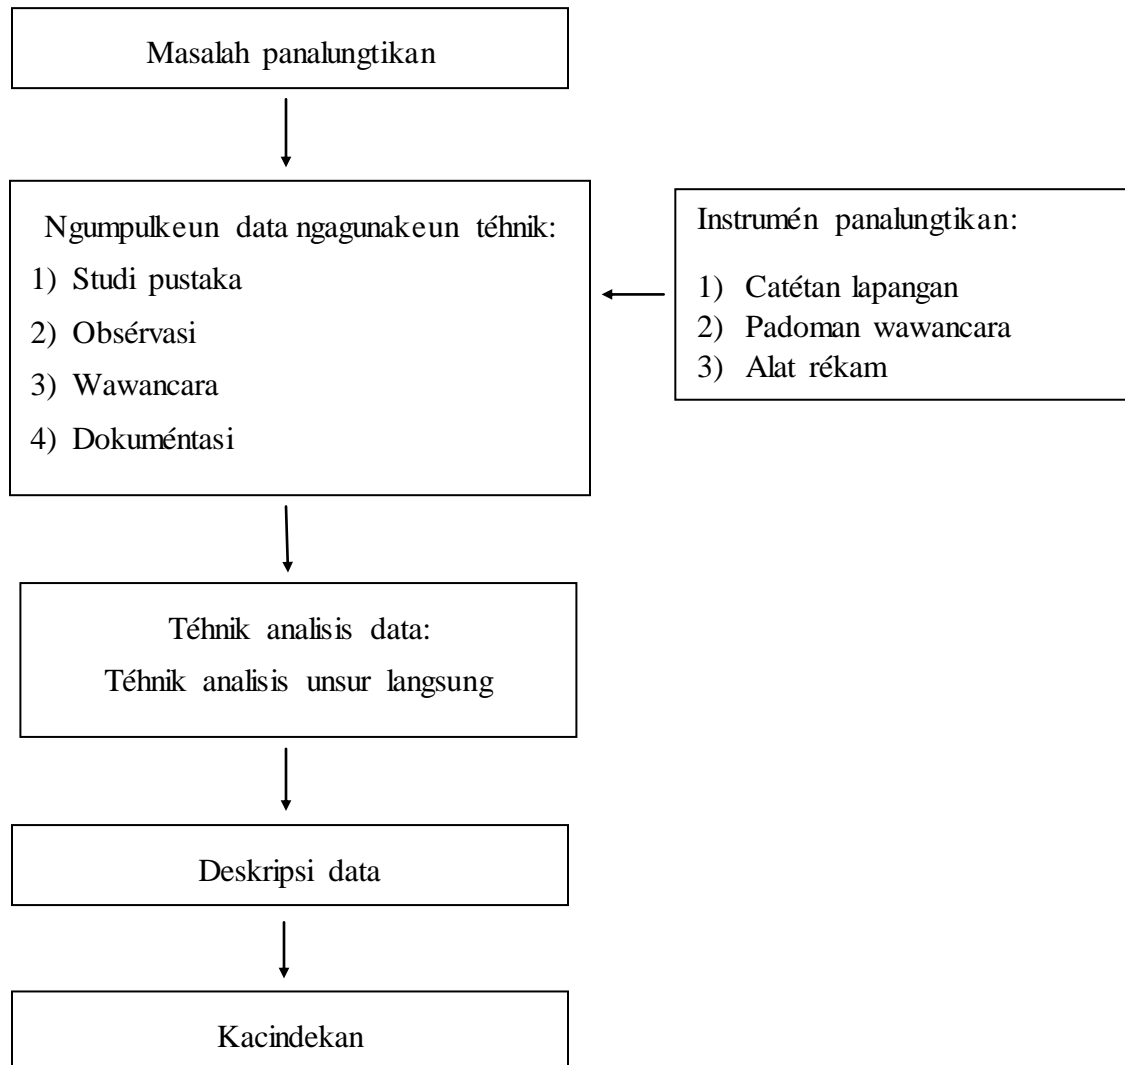 Masalah panalungtikan
Ngumpulkeun data ngagunakeun téhnik:
1) Studi pustaka
2) Obsérvasi
3) Wawancara
4) Dokuméntasi
Instrumén panalungtikan:
1) Catétan lapangan
2) Padoman wawancara
3) Alat rékam
Téhnik analisis data:
Téhnik analisis unsur langsung
Deskripsi data
Kacindekan